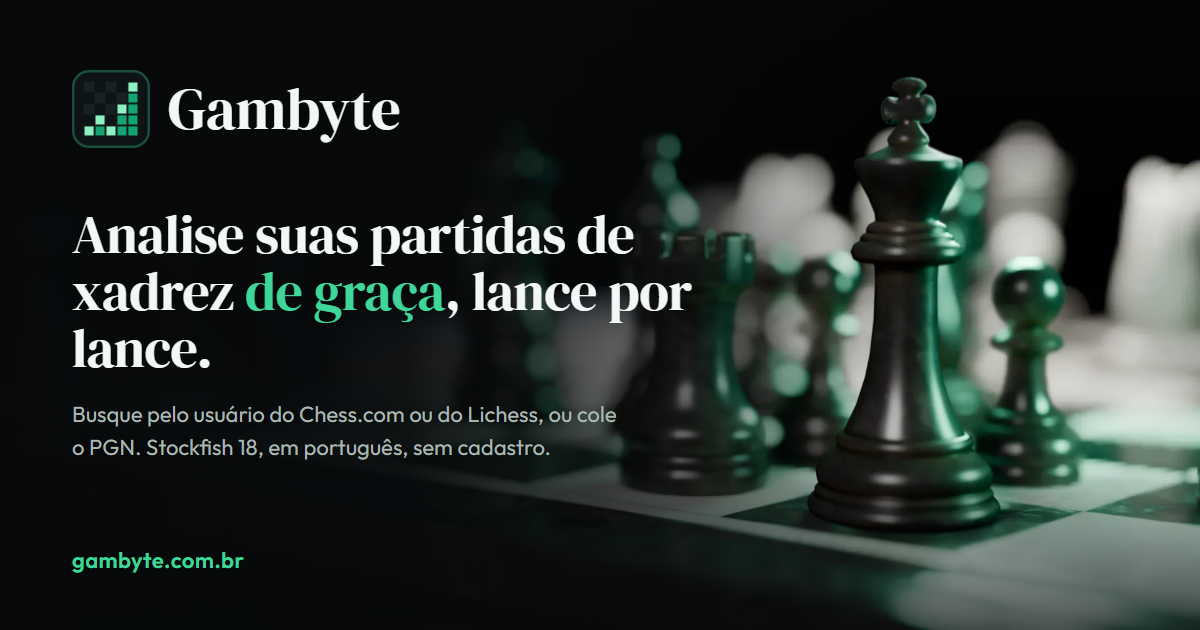 Gambyte
Analise suas partidas de
xadrez de graça, lance por
lance.
Busque pelo usuário do Chess.com ou do Lichess, ou cole
o PGN. Stockfish 18, em português, sem cadastro.
gambyte.com.br